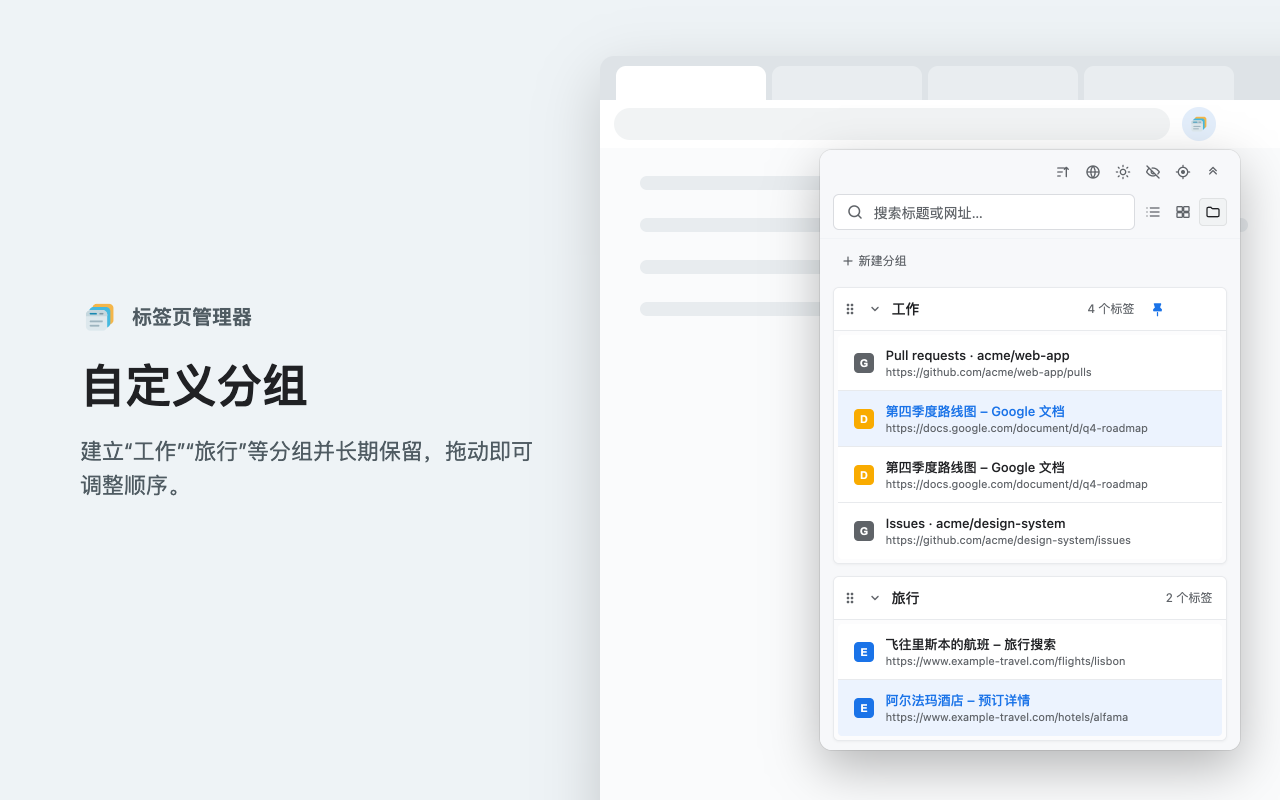 标签页管理器
自定义分组
建立“工作”“旅行”等分组并长期保留，拖动即可
调整顺序。
搜索标题或网址...
新建分组
工作
4 个标签
G
Pull requests · acme/web-app
https://github.com/acme/web-app/pulls
D
第四季度路线图 – Google 文档
https://docs.google.com/document/d/q4-roadmap
D
第四季度路线图 – Google 文档
https://docs.google.com/document/d/q4-roadmap
G
Issues · acme/design-system
https://github.com/acme/design-system/issues
旅行
2 个标签
E
飞往里斯本的航班 – 旅行搜索
https://www.example-travel.com/flights/lisbon
E
阿尔法玛酒店 – 预订详情
https://www.example-travel.com/hotels/alfama